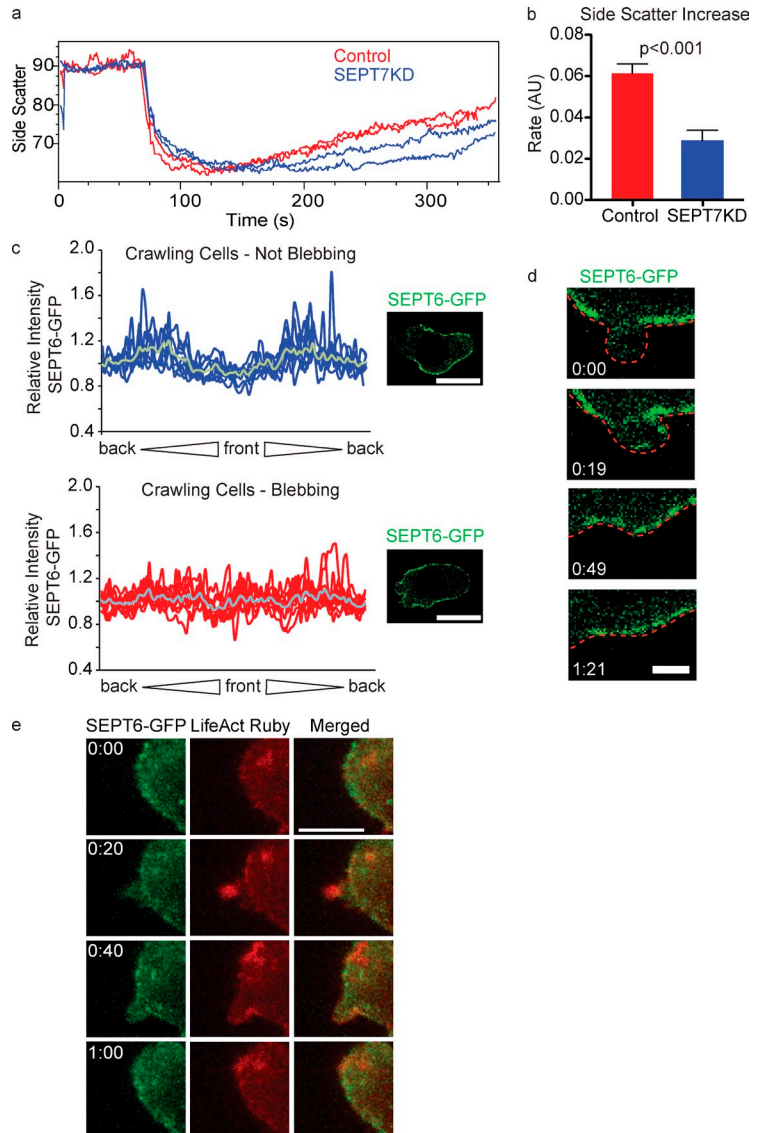 a
Control
SEPT7KD
Side Scatter
90
80
70
0
100
200
300
Time (s)
b
Side Scatter Increase
p<0.001
Rate (AU)
0.08
0.06
0.04
0.02
0.00
Control SEPT7KD
c
Crawling Cells - Not Blebbing
Relative Intensity
SEPT6-GFP
2.0
1.6
1.2
0.8
0.4
back front back
SEPT6-GFP
Crawling Cells - Blebbing
Relative Intensity
SEPT6-GFP
2.0
1.6
1.2
0.8
0.4
back front back
SEPT6-GFP
d
SEPT6-GFP
0:00
0:19
0:49
1:21
e
SEPT6-GFP LifeAct Ruby Merged
0:00
0:20
0:40
1:00